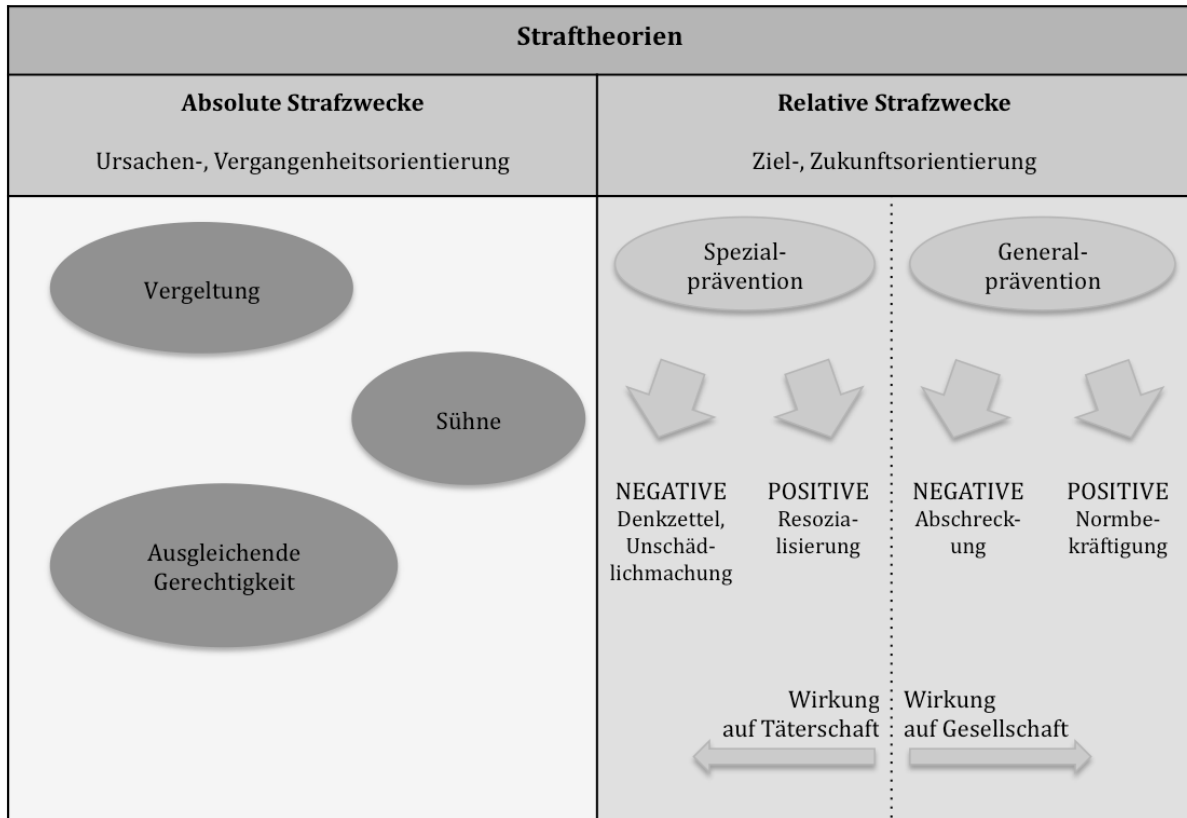 Straftheorien
Absolute Strafzwecke
Ursachen-, Vergangenheitsorientierung
Relative Strafzwecke
Ziel-, Zukunftsorientierung
Vergeltung
Sühne
Ausgleichende
Gerechtigkeit
Spezial-
prävention
General-
prävention
NEGATIVE
Denkzettel,
Unschäd-
lichmachung
POSITIVE
Resozia-
lisierung
NEGATIVE
Abschreck-
ung
POSITIVE
Normbe-
kräftigung
Wirkung
auf Täterschaft
Wirkung
auf Gesellschaft